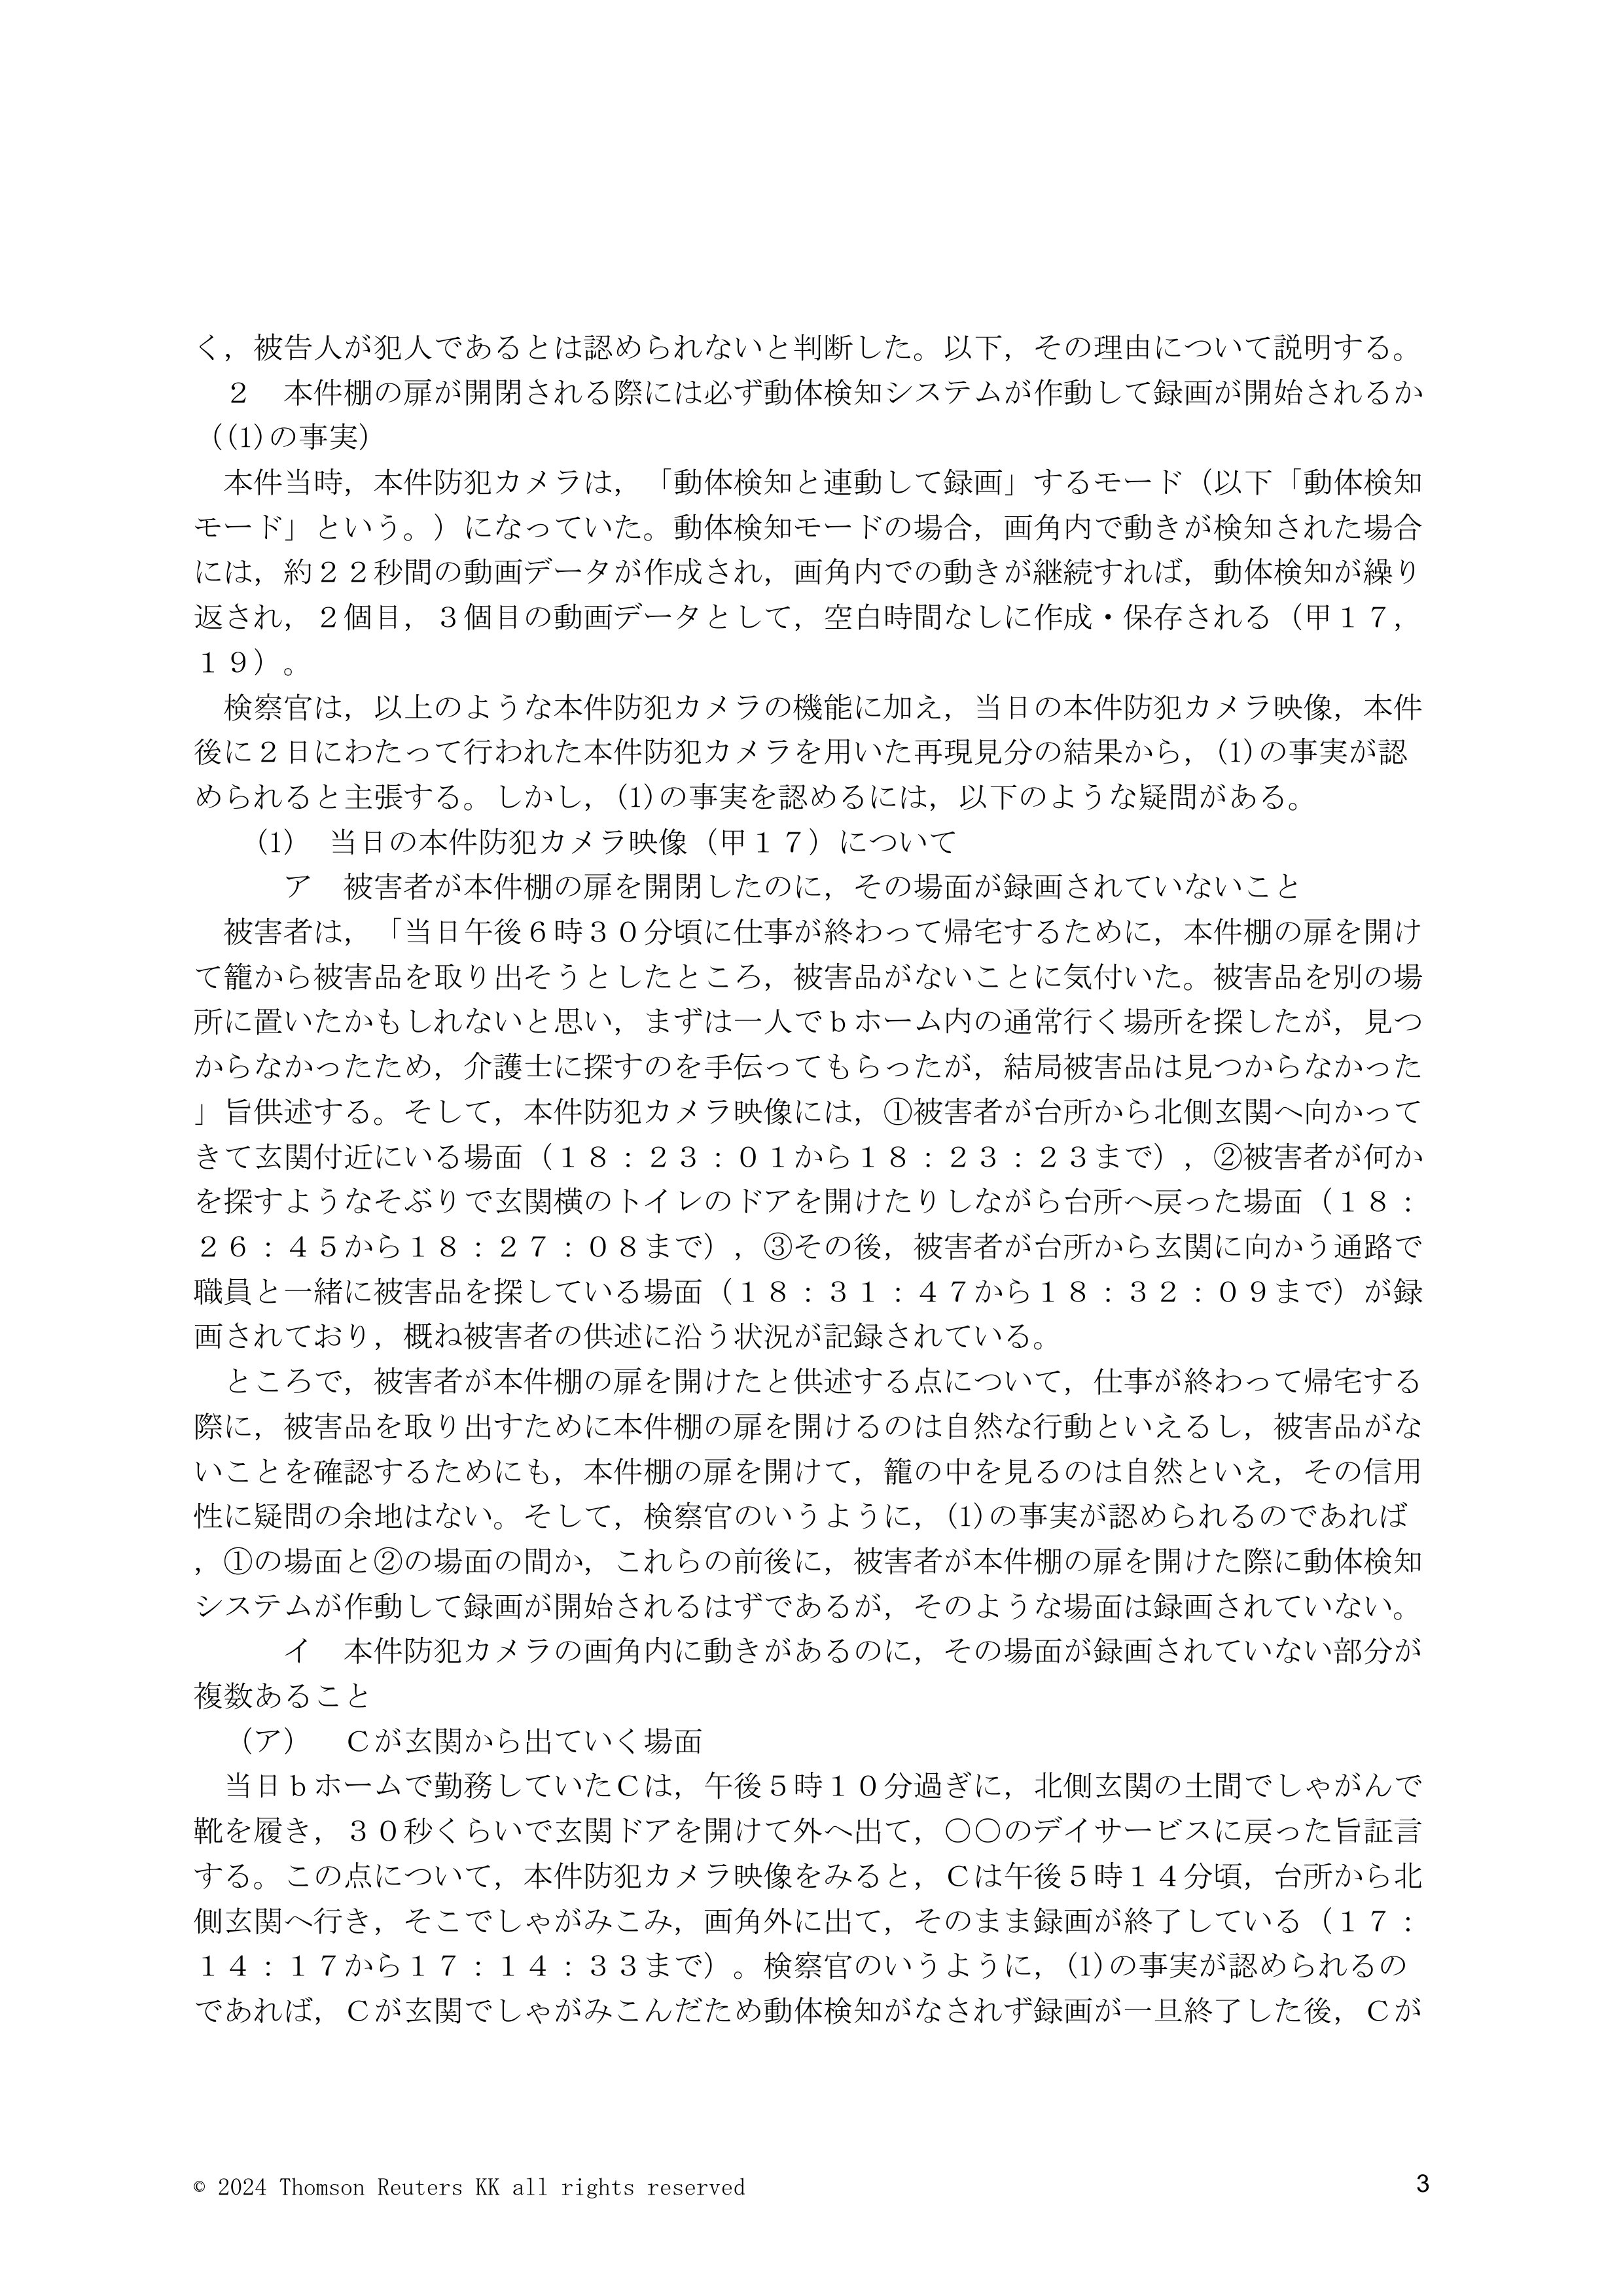 く，被告人が犯人であるとは認められないと判断した。以下，その理由について説明する。
２　本件棚の扉が開閉される際には必ず動体検知システムが作動して録画が開始されるか
（(1)の事実）
本件当時，本件防犯カメラは，「動体検知と連動して録画」するモード（以下「動体検知
モード」という。）になっていた。動体検知モードの場合，画角内で動きが検知された場合
には，約２２秒間の動画データが作成され，画角内での動きが継続すれば，動体検知が繰り
返され，２個目，３個目の動画データとして，空白時間なしに作成・保存される（甲１７，
１９）。
検察官は，以上のような本件防犯カメラの機能に加え，当日の本件防犯カメラ映像，本件
後に２日にわたって行われた本件防犯カメラを用いた再現見分の結果から，(1)の事実が認
められると主張する。しかし，(1)の事実を認めるには，以下のような疑問がある。
(1)　当日の本件防犯カメラ映像（甲１７）について
ア　被害者が本件棚の扉を開閉したのに，その場面が録画されていないこと
被害者は，「当日午後６時３０分頃に仕事が終わって帰宅するために，本件棚の扉を開け
て籠から被害品を取り出そうとしたところ，被害品がないことに気付いた。被害品を別の場
所に置いたかもしれないと思い，まずは一人でｂホーム内の通常行く場所を探したが，見つ
からなかったため，介護士に探すのを手伝ってもらったが，結局被害品は見つからなかった
」旨供述する。そして，本件防犯カメラ映像には，①被害者が台所から北側玄関へ向かって
きて玄関付近にいる場面（１８：２３：０１から１８：２３：２３まで），②被害者が何か
を探すようなそぶりで玄関横のトイレのドアを開けたりしながら台所へ戻った場面（１８：
２６：４５から１８：２７：０８まで），③その後，被害者が台所から玄関に向かう通路で
職員と一緒に被害品を探している場面（１８：３１：４７から１８：３２：０９まで）が録
画されており，概ね被害者の供述に沿う状況が記録されている。
ところで，被害者が本件棚の扉を開けたと供述する点について，仕事が終わって帰宅する
際に，被害品を取り出すために本件棚の扉を開けるのは自然な行動といえるし，被害品がな
いことを確認するためにも，本件棚の扉を開けて，籠の中を見るのは自然といえ，その信用
性に疑問の余地はない。そして，検察官のいうように，(1)の事実が認められるのであれば
，①の場面と②の場面の間か，これらの前後に，被害者が本件棚の扉を開けた際に動体検知
システムが作動して録画が開始されるはずであるが，そのような場面は録画されていない。
イ　本件防犯カメラの画角内に動きがあるのに，その場面が録画されていない部分が
複数あること
（ア）　Ｃが玄関から出ていく場面
当日ｂホームで勤務していたＣは，午後５時１０分過ぎに，北側玄関の土間でしゃがんで
靴を履き，３０秒くらいで玄関ドアを開けて外へ出て，〇〇のデイサービスに戻った旨証言
する。この点について，本件防犯カメラ映像をみると，Ｃは午後５時１４分頃，台所から北
側玄関へ行き，そこでしゃがみこみ，画角外に出て，そのまま録画が終了している（１７：
１４：１７から１７：１４：３３まで）。検察官のいうように，(1)の事実が認められるの
であれば，Ｃが玄関でしゃがみこんだため動体検知がなされず録画が一旦終了した後，Ｃが
© 2024 Thomson Reuters KK all rights reserved
3